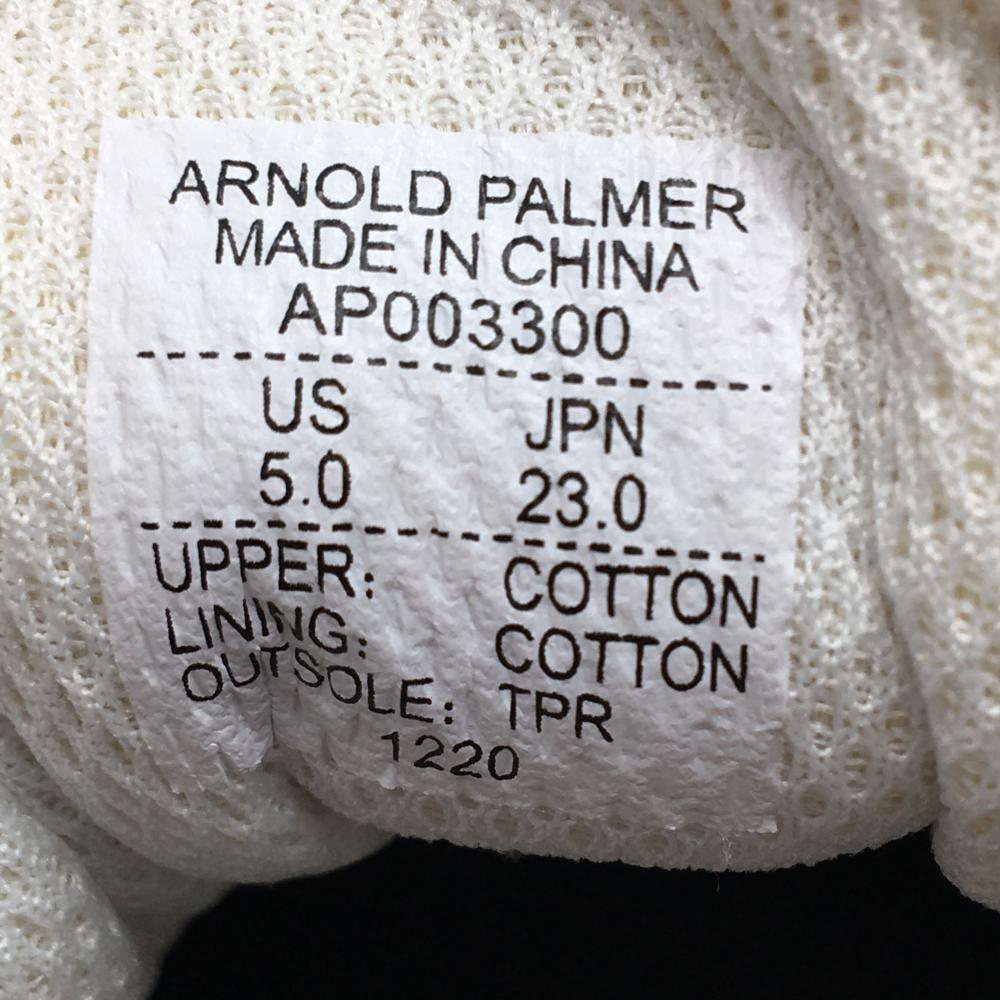 ARNOLD PALMER
MADE IN CHINA
AP003300
US JPN
5.0 23.0
UPPER: COTTON
LINING: COTTON
OUTSOLE: TPR
1220